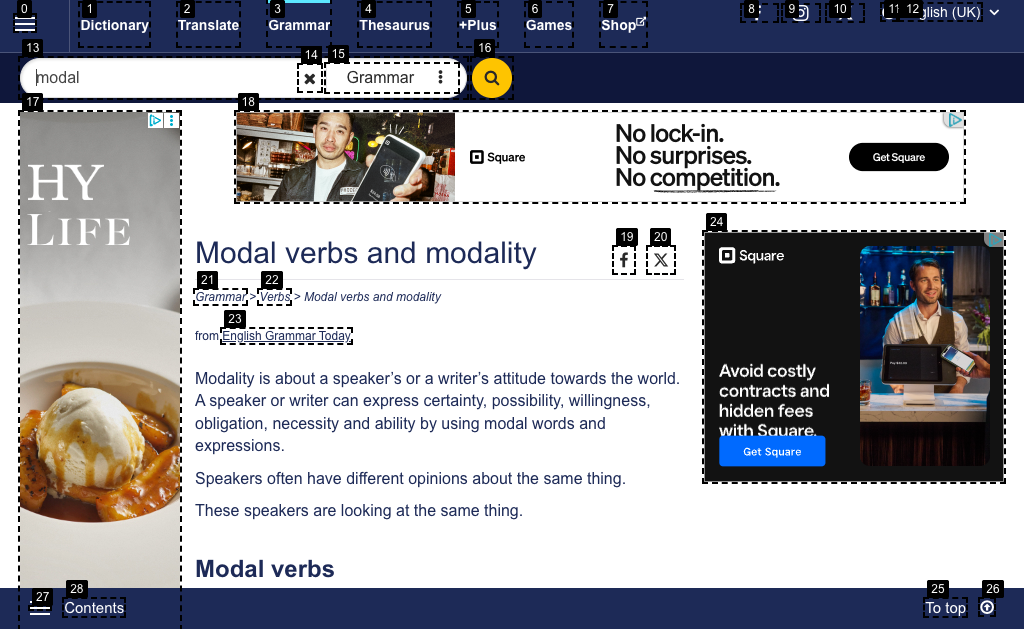 0 1 2 3 4 5 6 7 8 9 10 11 12
Dictionary Translate Grammar Thesaurus +Plus Games Shop glish (UK)
13 14 15 16
modal Grammar
17 18
HY
LIFE
Square
No lock-in.
No surprises.
No competition.
Get Square
19 20 24
Modal verbs and modality
21 22
Grammar > Verbs > Modal verbs and modality
23
from English Grammar Today
Modality is about a speaker’s or a writer’s attitude towards the world.
A speaker or writer can express certainty, possibility, willingness,
obligation, necessity and ability by using modal words and
expressions.
Speakers often have different opinions about the same thing.
These speakers are looking at the same thing.
Modal verbs
Square
Avoid costly
contracts and
hidden fees
with Square.
Get Square
27 28 25 26
Contents To top